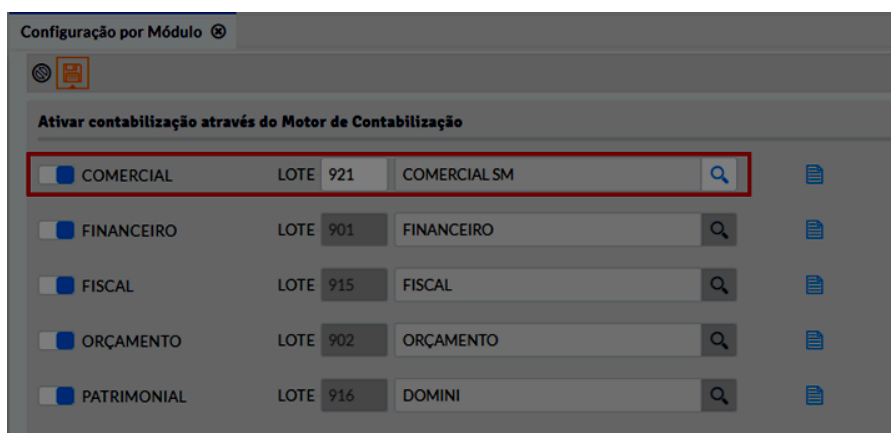 Configuração por Módulo
Ativar contabilização através do Motor de Contabilização
COMERCIAL LOTE 921 COMERCIAL SM
FINANCEIRO LOTE 901 FINANCEIRO
FISCAL LOTE 915 FISCAL
ORÇAMENTO LOTE 902 ORÇAMENTO
PATRIMONIAL LOTE 916 DOMINI